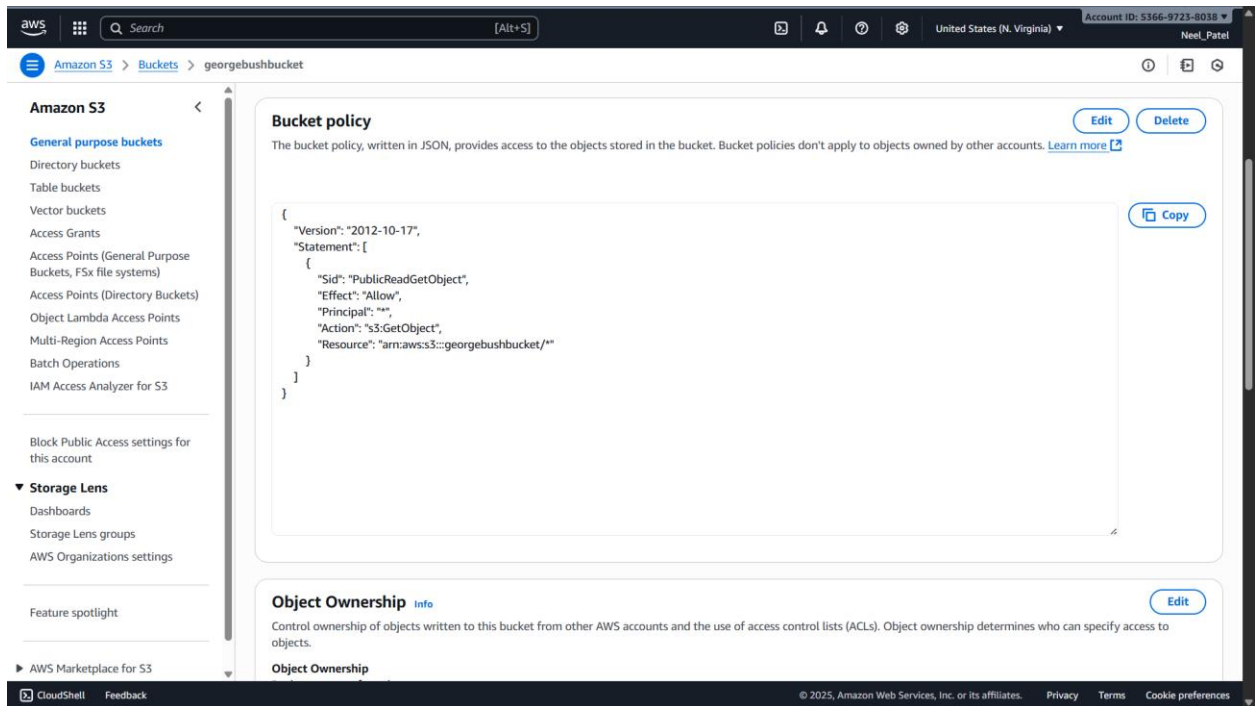 aws
Search [Alt+S]
United States (N. Virginia) ▼
Account ID: 5366-9723-8038 ▼
Neel_Patel
Amazon S3 > Buckets > georgebushbucket
Amazon S3
General purpose buckets
Directory buckets
Table buckets
Vector buckets
Access Grants
Access Points (General Purpose
Buckets, FSx file systems)
Access Points (Directory Buckets)
Object Lambda Access Points
Multi-Region Access Points
Batch Operations
IAM Access Analyzer for S3
Block Public Access settings for
this account
▼ Storage Lens
Dashboards
Storage Lens groups
AWS Organizations settings
Feature spotlight
▶ AWS Marketplace for S3
Bucket policy
Edit Delete
The bucket policy, written in JSON, provides access to the objects stored in the bucket. Bucket policies don't apply to objects owned by other accounts. Learn more
Copy
{
"Version": "2012-10-17",
"Statement": [
{
"Sid": "PublicReadGetObject",
"Effect": "Allow",
"Principal": "*",
"Action": "s3:GetObject",
"Resource": "arn:aws:s3:::georgebushbucket/*"
}
]
}
Object Ownership Info
Edit
Control ownership of objects written to this bucket from other AWS accounts and the use of access control lists (ACLs). Object ownership determines who can specify access to
objects.
Object Ownership
CloudShell Feedback
© 2025, Amazon Web Services, Inc. or its affiliates. Privacy Terms Cookie preferences